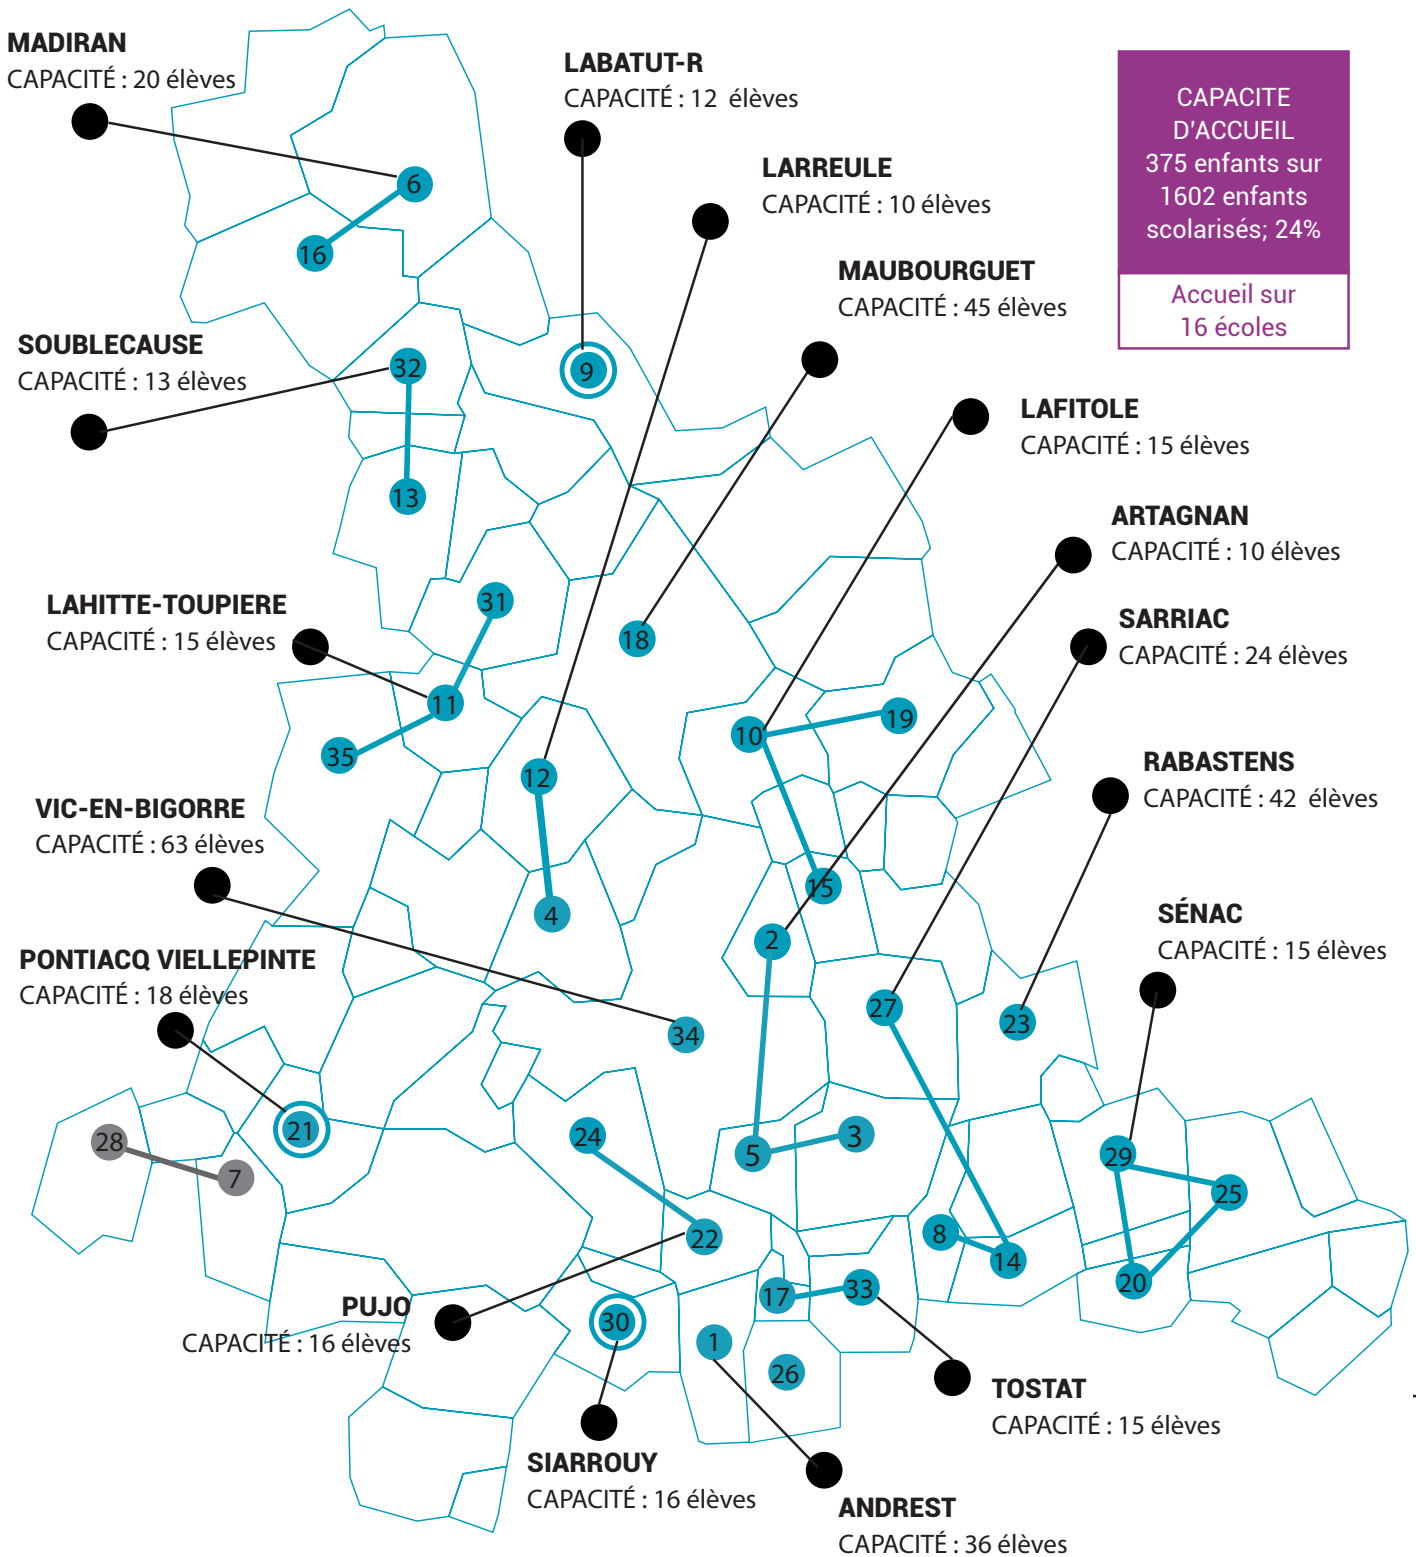 MADIRAN
CAPACITÉ : 20 élèves
LABATUT-R
CAPACITÉ : 12 élèves
CAPACITE
D'ACCUEIL
375 enfants sur
1602 enfants
scolarisés; 24%
Accueil sur
16 écoles
LARREULE
CAPACITÉ : 10 élèves
6
16
MAUBOURGUET
CAPACITÉ : 45 élèves
SOUBLECAUSE
CAPACITÉ : 13 élèves
32
9
LAFITOLE
CAPACITÉ : 15 élèves
13
ARTAGNAN
CAPACITÉ : 10 élèves
LAHITTE-TOUPIERE
CAPACITÉ : 15 élèves
31
18
SARRIAC
CAPACITÉ : 24 élèves
11
35
10
19
12
RABASTENS
CAPACITÉ : 42 élèves
VIC-EN-BIGORRE
CAPACITÉ : 63 élèves
15
4
2
SÉNAC
CAPACITÉ : 15 élèves
PONTIACQ VIELLEPINTE
CAPACITÉ : 18 élèves
27
23
34
28
7
21
24
5
3
29
25
22
8
14
20
17
33
PUJO
CAPACITÉ : 16 élèves
30
1
26
TOSTAT
CAPACITÉ : 15 élèves
SIARROUY
CAPACITÉ : 16 élèves
ANDREST
CAPACITÉ : 36 élèves